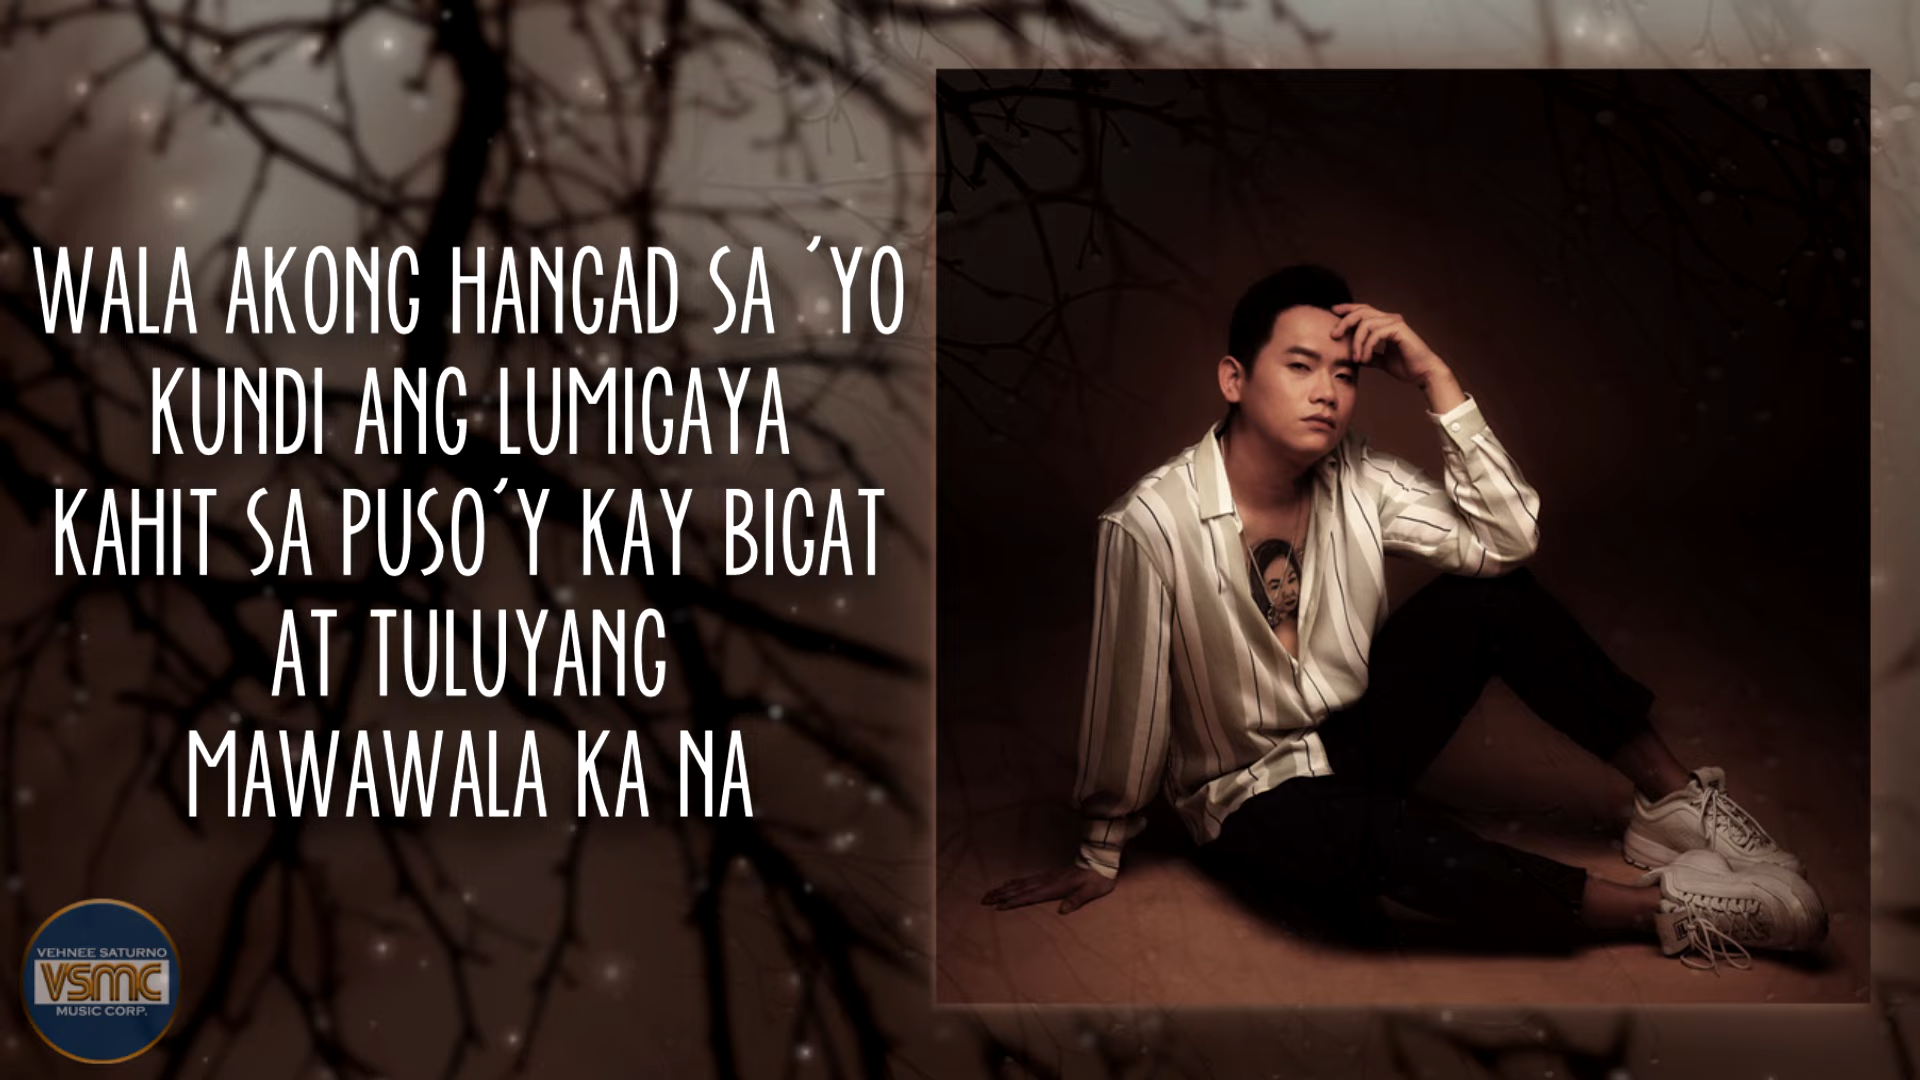 WALA AKONG HANGAD SA 'YO
KUNDI ANG LUMIGAYA
KAHIT SA PUSO'Y KAY BIGAT
AT TULUYANG
MAWAWALA KA NA
VEHNEE SATURNO
VSMC
MUSIC CORP.